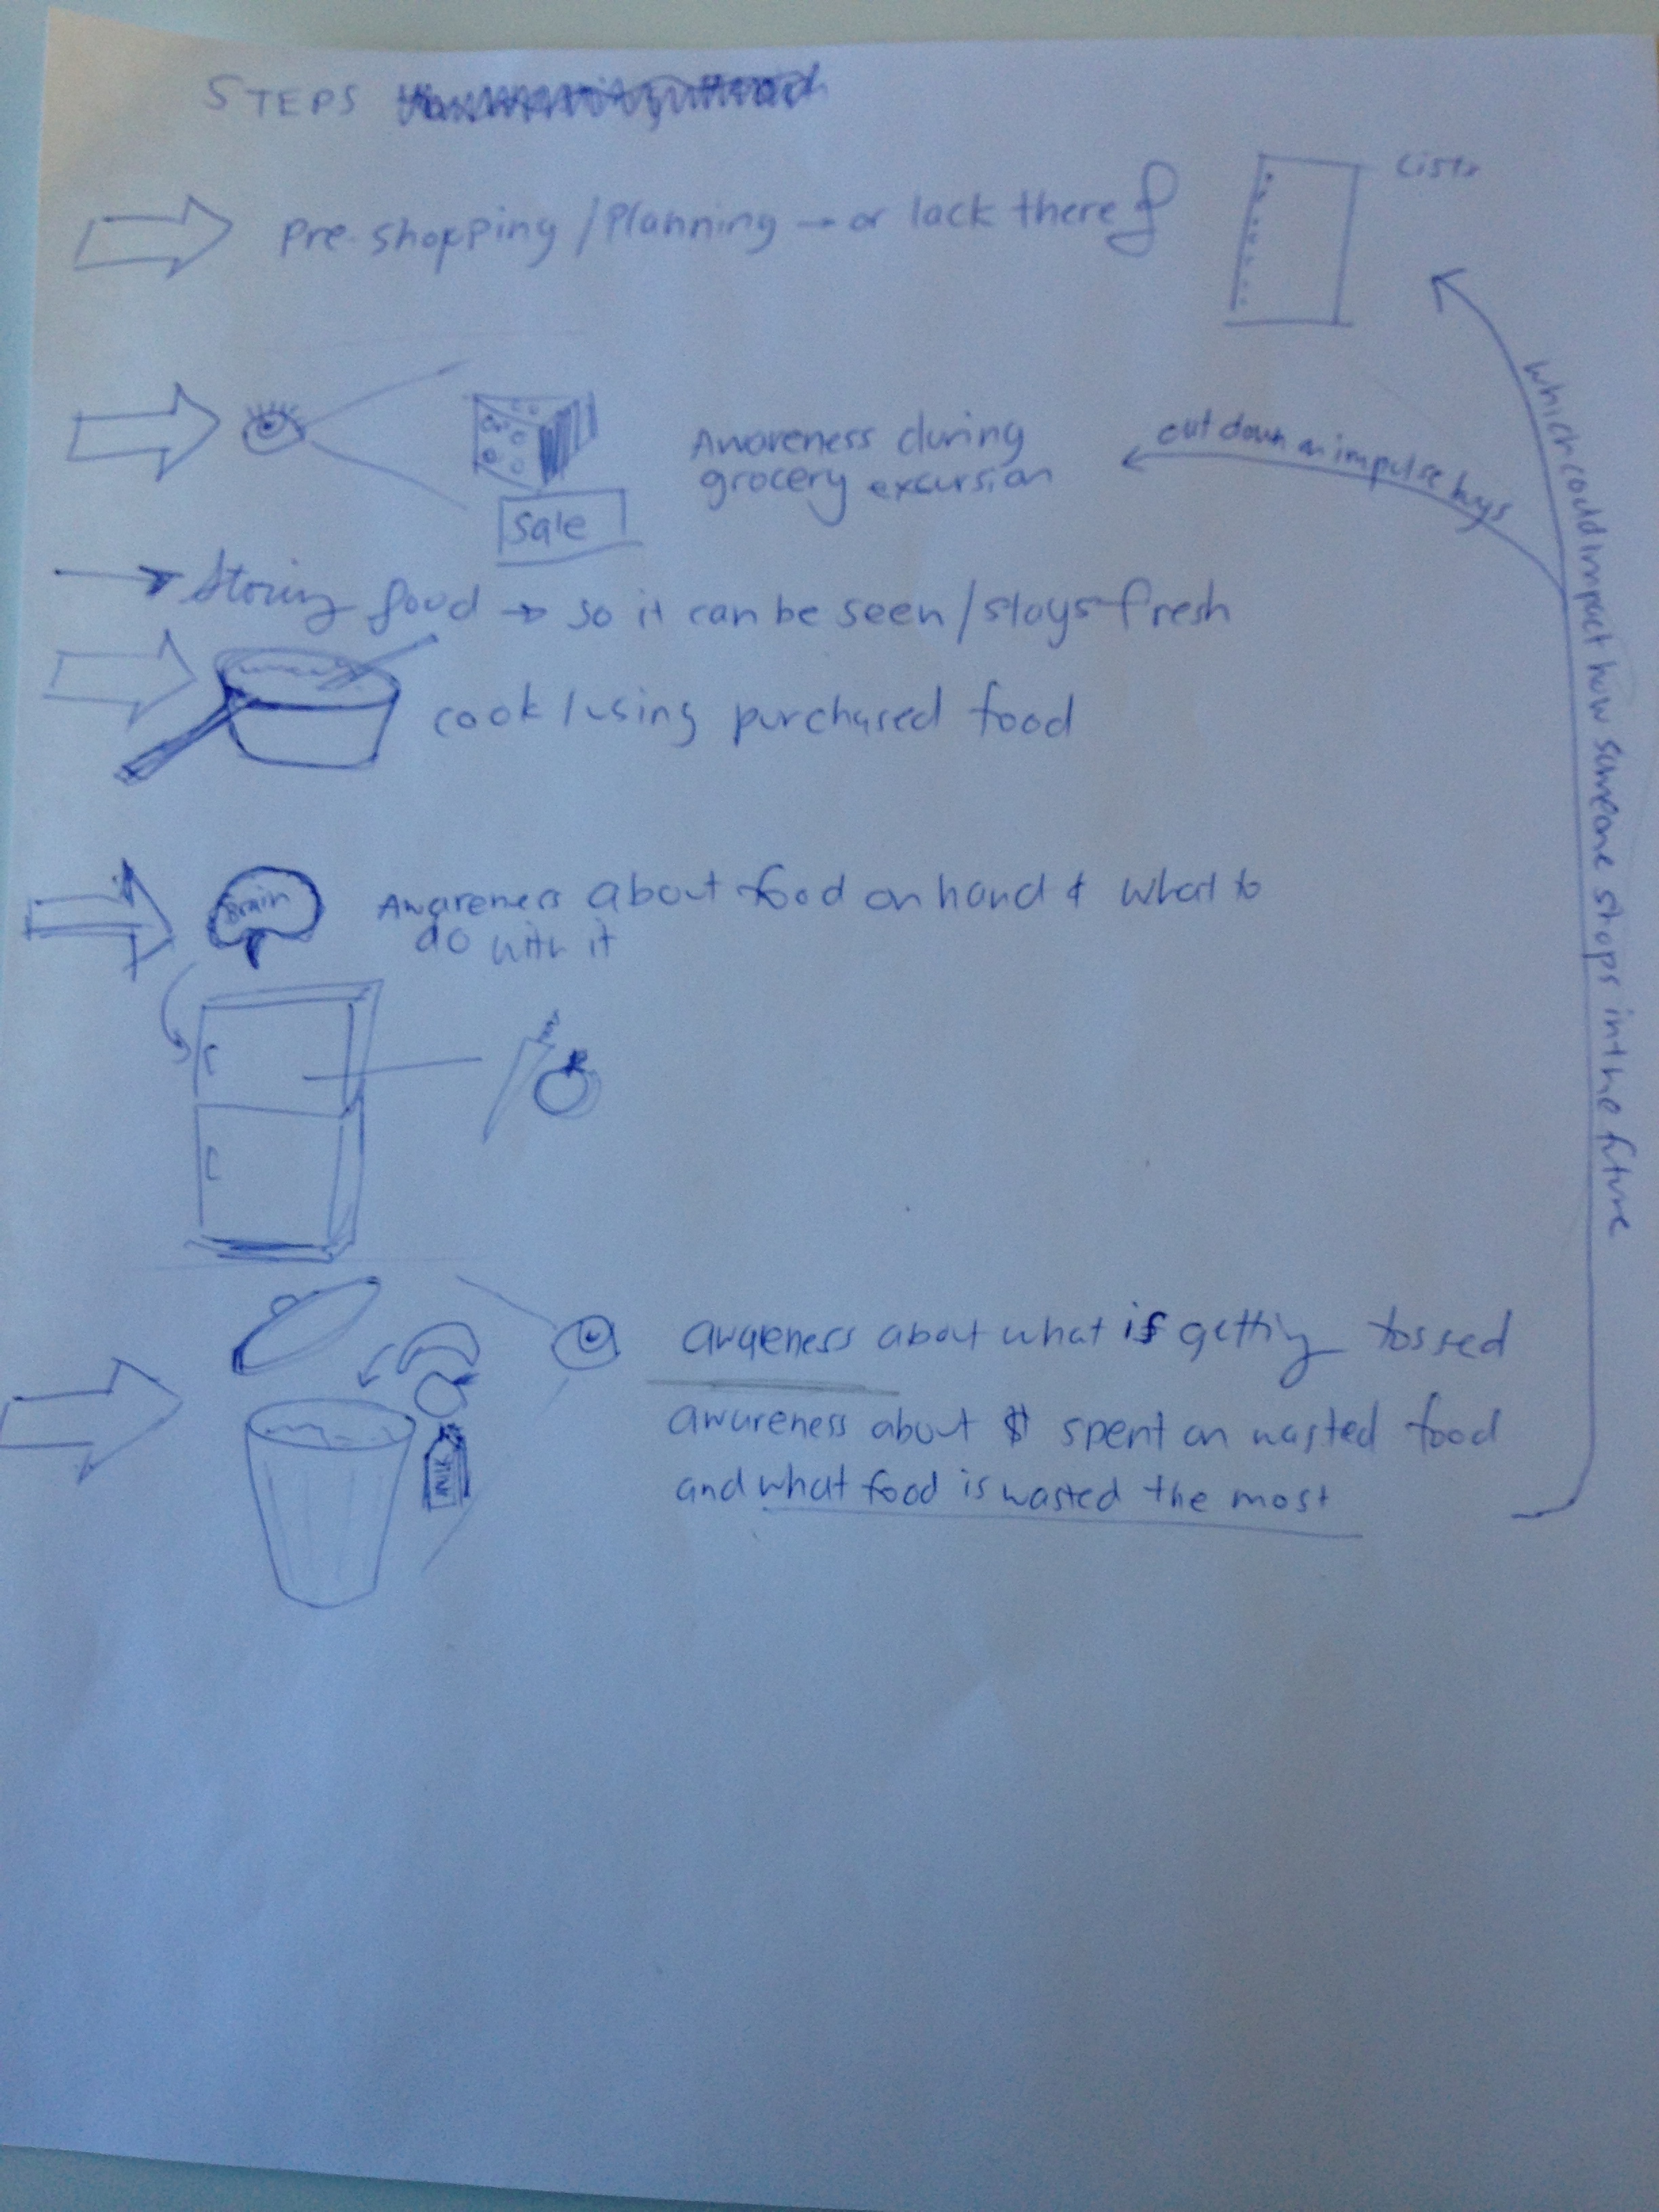 STEPS
Pre-shopping / Planning → or lack there of
Lists
Sale
Awareness during
grocery excursion
cut down on impulse buys
which could impact how someone shops in the future
→ Storing food → so it can be seen / stays fresh
cook / using purchased food
Brain
Awareness about food on hand & what to
do with it
MILK
awareness about what is getting tossed
awareness about $ spent on wasted food
and what food is wasted the most